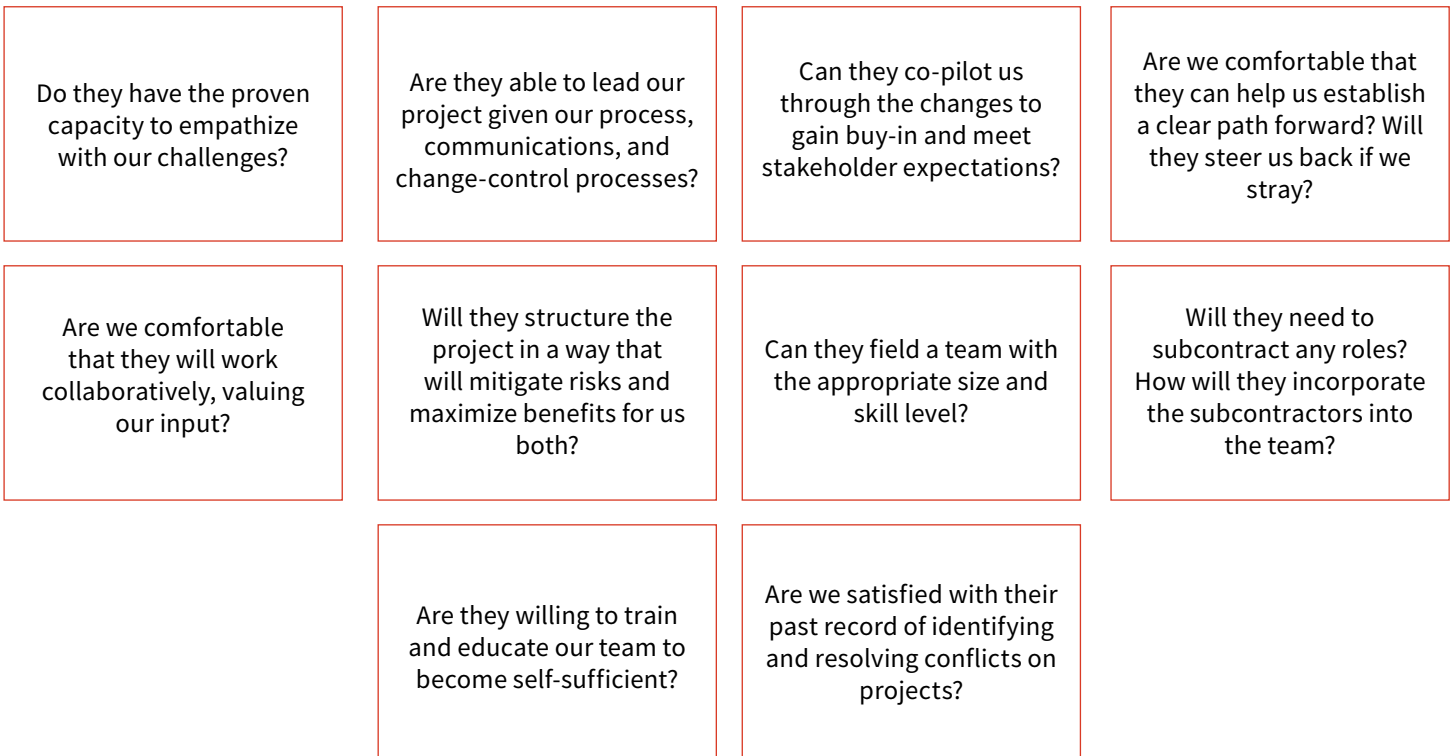 Do they have the proven
capacity to empathize
with our challenges?
Are they able to lead our
project given our process,
communications, and
change-control processes?
Can they co-pilot us
through the changes to
gain buy-in and meet
stakeholder expectations?
Are we comfortable that
they can help us establish
a clear path forward? Will
they steer us back if we
stray?
Are we comfortable
that they will work
collaboratively, valuing
our input?
Will they structure the
project in a way that
will mitigate risks and
maximize benefits for us
both?
Can they field a team with
the appropriate size and
skill level?
Will they need to
subcontract any roles?
How will they incorporate
the subcontractors into
the team?
Are they willing to train
and educate our team to
become self-sufficient?
Are we satisfied with their
past record of identifying
and resolving conflicts on
projects?